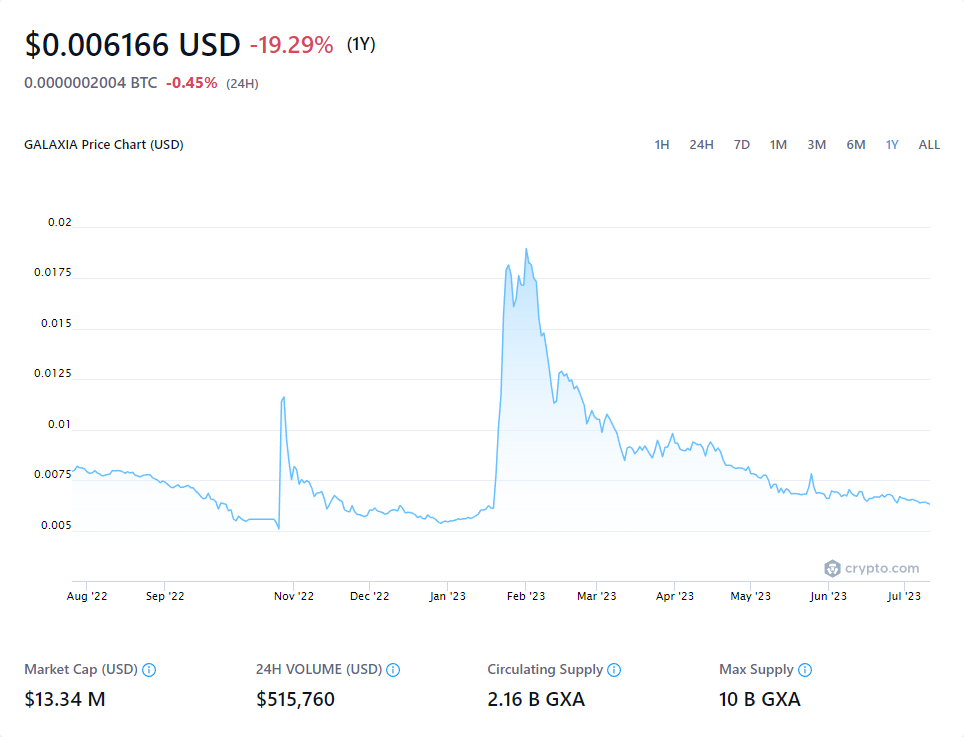 $0.006166 USD -19.29% (1Y)
0.0000002004 BTC -0.45% (24H)
GALAXIA Price Chart (USD) 1H 24H 7D 1M 3M 6M 1Y ALL
0.02
0.0175
0.015
0.0125
0.01
0.0075
0.005
crypto.com
Aug '22 Sep '22 Nov '22 Dec '22 Jan '23 Feb '23 Mar '23 Apr '23 May '23 Jun '23 Jul '23
Market Cap (USD) 24H VOLUME (USD) Circulating Supply Max Supply
$13.34 M $515,760 2.16 B GXA 10 B GXA